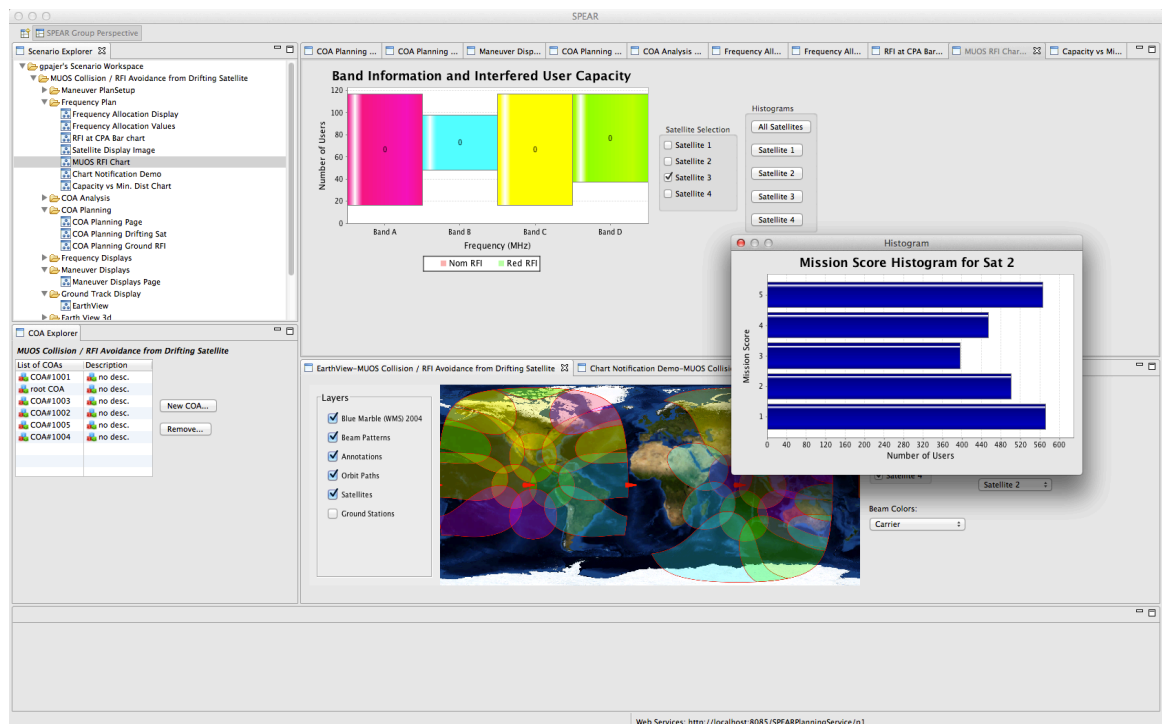 SPEAR
SPEAR Group Perspective
Scenario Explorer
gpajer's Scenario Workspace
MUOS Collision / RFI Avoidance from Drifting Satellite
Maneuver PlanSetup
Frequency Plan
Frequency Allocation Display
Frequency Allocation Values
RFI at CPA Bar chart
Satellite Display Image
MUOS RFI Chart
Chart Notification Demo
Capacity vs Min. Dist Chart
COA Analysis
COA Planning
COA Planning Page
COA Planning Drifting Sat
COA Planning Ground RFI
Frequency Displays
Maneuver Displays
Maneuver Displays Page
Ground Track Display
EarthView
Earth View 3d
COA Explorer
MUOS Collision / RFI Avoidance from Drifting Satellite
List of COAs Description
COA#1001 no desc.
root COA no desc.
COA#1003 no desc.
COA#1002 no desc.
COA#1005 no desc.
COA#1004 no desc.
New COA...
Remove...
COA Planning ... COA Planning ... Maneuver Disp... COA Planning ... COA Analysis ... Frequency All... Frequency All... RFI at CPA Bar... MUOS RFI Char... Capacity vs Mi...
Band Information and Interfered User Capacity
Number of Users
120
100
80
60
40
20
0
0 0 0 0
Band A Band B Band C Band D
Frequency (MHz)
Nom RFI Red RFI
Satellite Selection
Satellite 1
Satellite 2
Satellite 3
Satellite 4
Histograms
All Satellites
Satellite 1
Satellite 2
Satellite 3
Satellite 4
Histogram
Mission Score Histogram for Sat 2
Mission Score
5
4
3
2
1
0 40 80 120 160 200 240 280 320 360 400 440 480 520 560 600
Number of Users
EarthView-MUOS Collision / RFI Avoidance from Drifting Satellite
Chart Notification Demo-MUOS Collisi
Layers
Blue Marble (WMS) 2004
Beam Patterns
Annotations
Orbit Paths
Satellites
Ground Stations
Satellite 4
Satellite 2
Beam Colors:
Carrier
Web Services: http://localhost:8085/SPEARPlanningService/n1